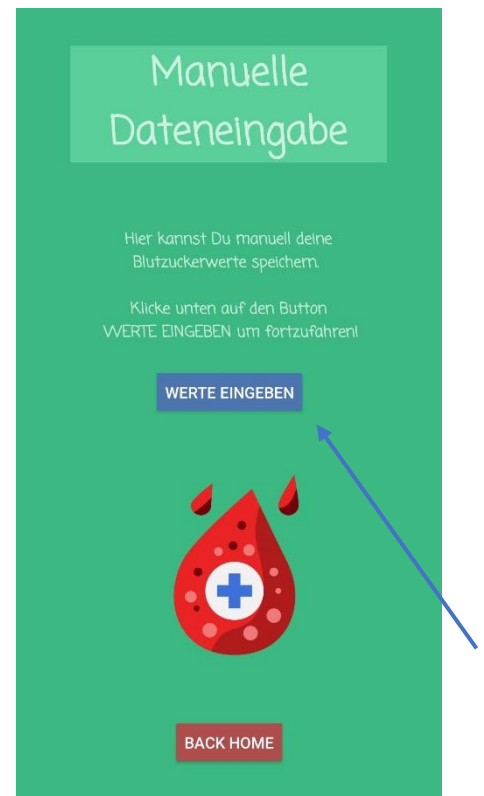 Manuelle
Dateneingabe
Hier kannst Du manuell deine
Blutzuckerwerte speichern.
Klicke unten auf den Button
WERTE EINGEBEN um fortzufahren!
WERTE EINGEBEN
BACK HOME